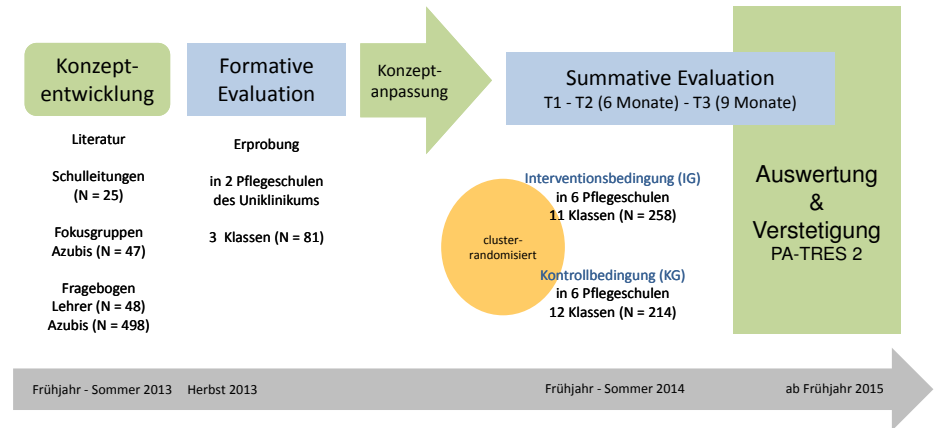 Konzept-
entwicklung
Literatur
Schulleitungen
(N = 25)
Fokusgruppen
Azubis (N = 47)
Fragebogen
Lehrer (N = 48)
Azubis (N = 498)
Formative
Evaluation
Erprobung
in 2 Pflegeschulen
des Uniklinikums
3 Klassen (N = 81)
Konzept-
anpassung
Summative Evaluation
T1 - T2 (6 Monate) - T3 (9 Monate)
cluster-
randomisiert
Interventionsbedingung (IG)
in 6 Pflegeschulen
11 Klassen (N = 258)
Kontrollbedingung (KG)
in 6 Pflegeschulen
12 Klassen (N = 214)
Auswertung
&
Verstetigung
PA-TRES 2
Frühjahr - Sommer 2013
Herbst 2013
Frühjahr - Sommer 2014
ab Frühjahr 2015